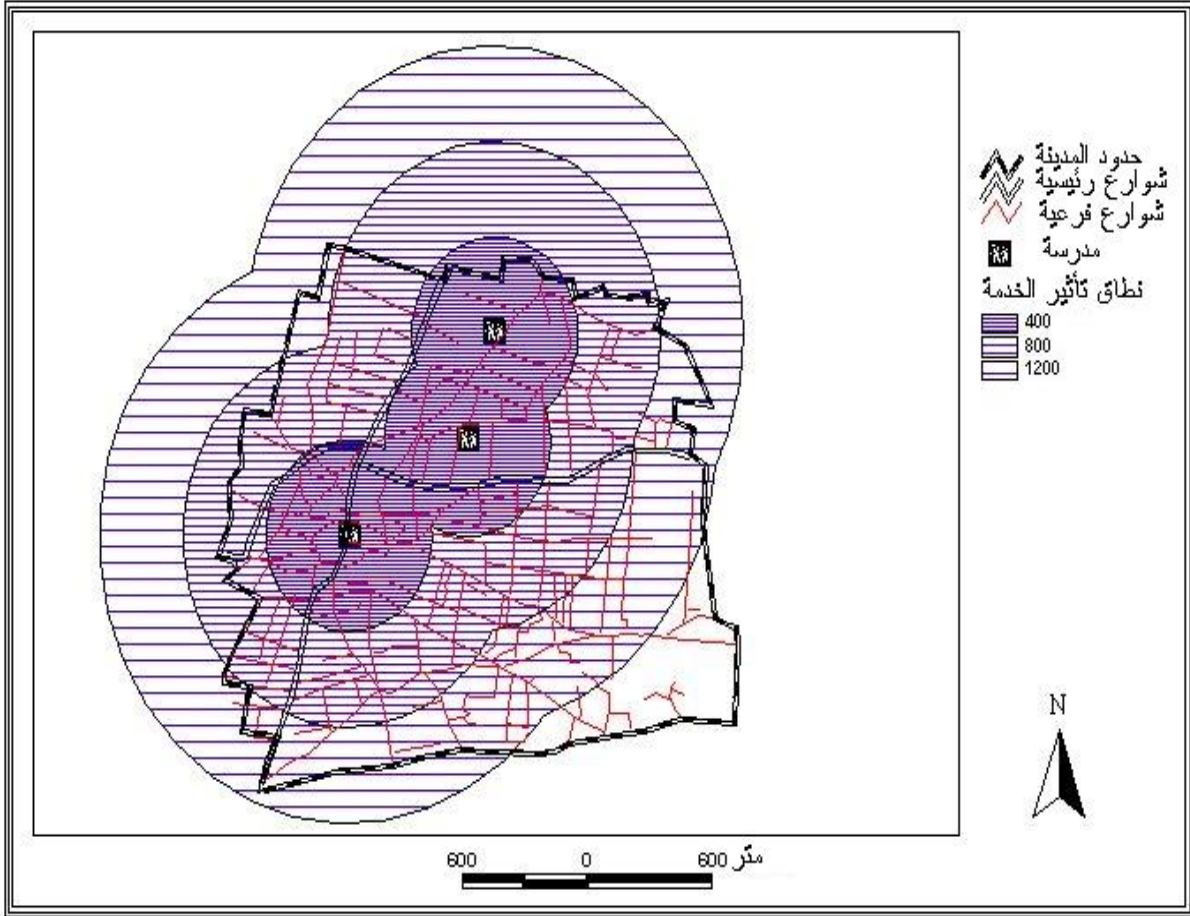 حدود المدينة
شوارع رئيسية
شوارع فرعية
مدرسة
نطاق تأثير الخدمة
400
800
1200
N
600 0 600 متر